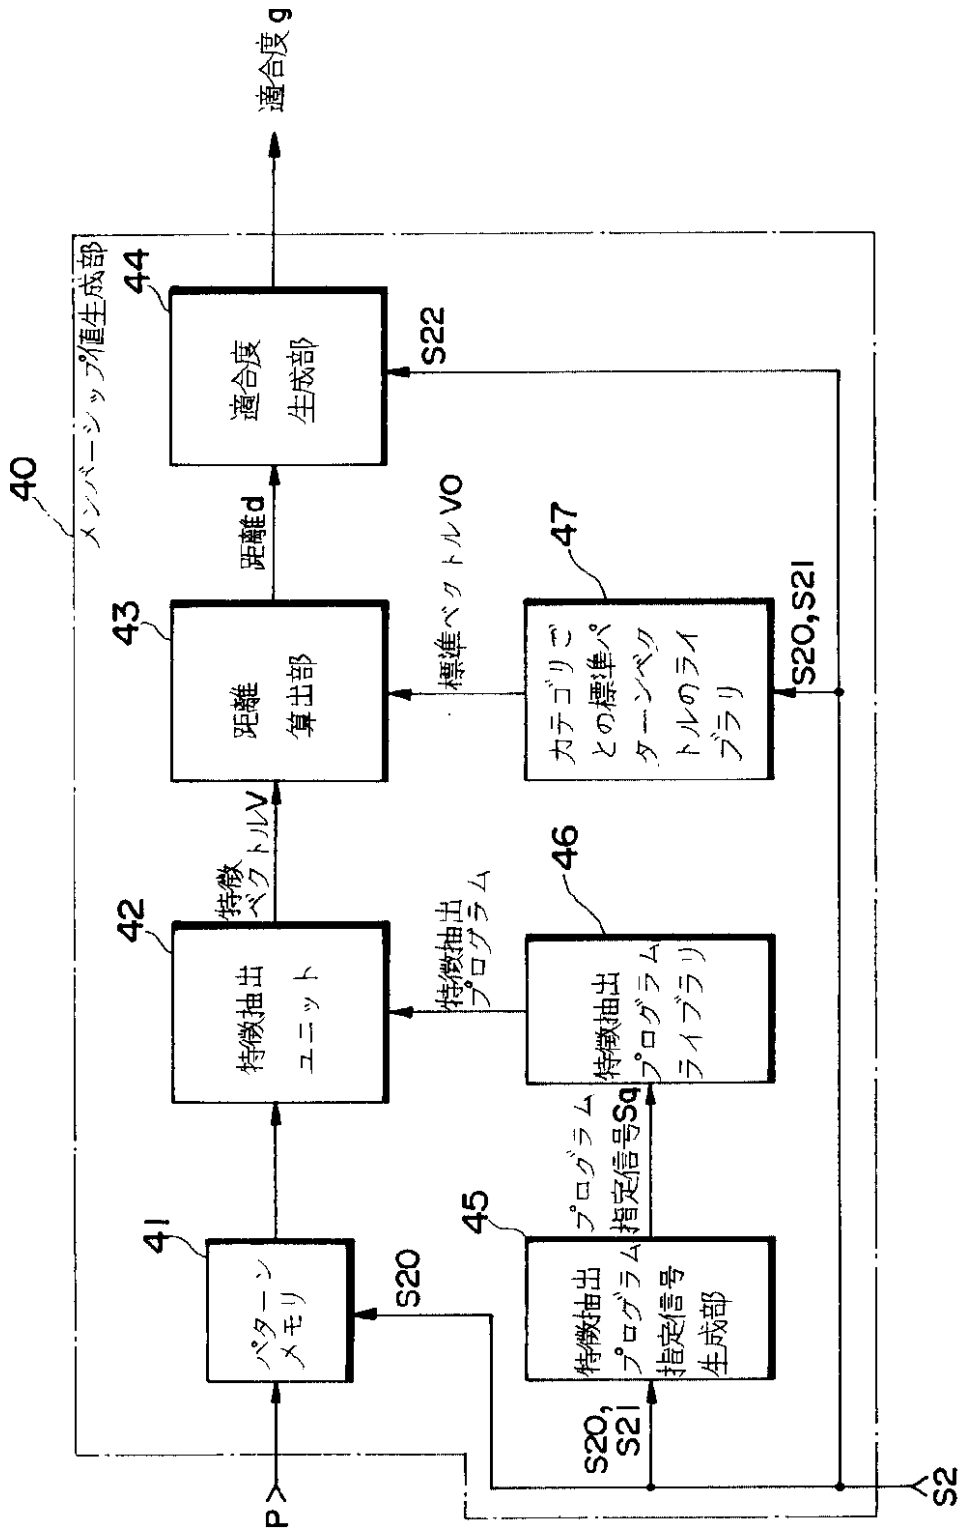 40
メンバーシップ値生成部
P
41
パターン
メモリ
S20
42
特徴抽出
ユニット
特徴
ベクトルV
43
距離
算出部
距離d
44
適合度
生成部
適合度g
S22
特徴抽出
プログラム
標準ベクトルVO
S20,
S21
45
特徴抽出
プログラム
指定信号
生成部
プログラム
指定信号Sq
46
特徴抽出
プログラム
ライブラリ
47
カテゴリご
との標準パ
ターンベク
トルのライ
ブラリ
S20,S21
S2